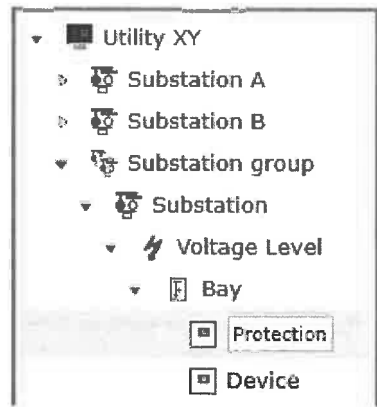 Utility XY
Substation A
Substation B
Substation group
Substation
Voltage Level
Bay
Protection
Device